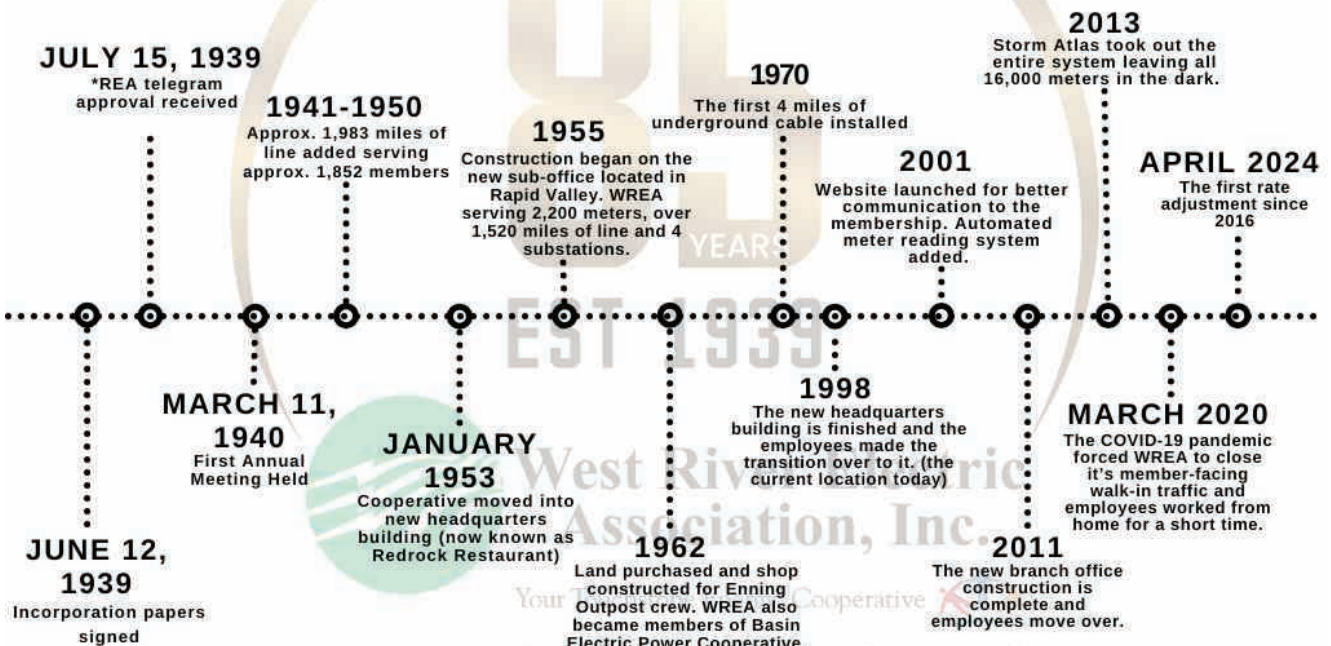 JULY 15, 1939
*REA telegram
approval received
1941-1950
Approx. 1,983 miles of
line added serving
approx. 1,852 members
1955
Construction began on the
new sub-office located in
Rapid Valley. WREA
serving 2,200 meters, over
1,520 miles of line and 4
substations.
1970
The first 4 miles of
underground cable installed
2001
Website launched for better
communication to the
membership. Automated
meter reading system
added.
2013
Storm Atlas took out the
entire system leaving all
16,000 meters in the dark.
APRIL 2024
The first rate
adjustment since
2016
85
YEARS
EST 1939
JUNE 12,
1939
Incorporation papers
signed
MARCH 11,
1940
First Annual
Meeting Held
JANUARY
1953
Cooperative moved into
new headquarters
building (now known as
Redrock Restaurant)
1962
Land purchased and shop
constructed for Enning
Outpost crew. WREA also
became members of Basin
Electric Power Cooperative
1998
The new headquarters
building is finished and the
employees made the
transition over to it. (the
current location today)
2011
The new branch office
construction is
complete and
employees move over.
MARCH 2020
The COVID-19 pandemic
forced WREA to close
it's member-facing
walk-in traffic and
employees worked from
home for a short time.
West River Electric
Association, Inc.
Your Cooperative